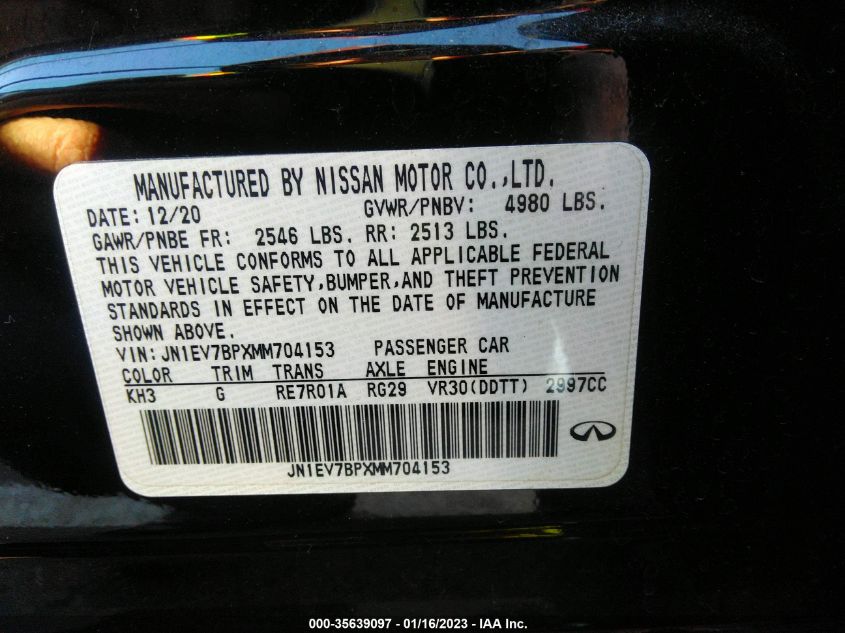 MANUFACTURED BY NISSAN MOTOR CO.,LTD.
DATE: 12/20 GVWR/PNBV: 4980 LBS.
GAWR/PNBE FR: 2546 LBS. RR: 2513 LBS.
THIS VEHICLE CONFORMS TO ALL APPLICABLE FEDERAL
MOTOR VEHICLE SAFETY,BUMPER,AND THEFT PREVENTION
STANDARDS IN EFFECT ON THE DATE OF MANUFACTURE
SHOWN ABOVE.
VIN: JN1EV7BPXMM704153 PASSENGER CAR
COLOR TRIM TRANS AXLE ENGINE
KH3 G RE7R01A RG29 VR30(DDTT) 2997CC
JN1EV7BPXMM704153
000-35639097 - 01/16/2023 - IAA Inc.